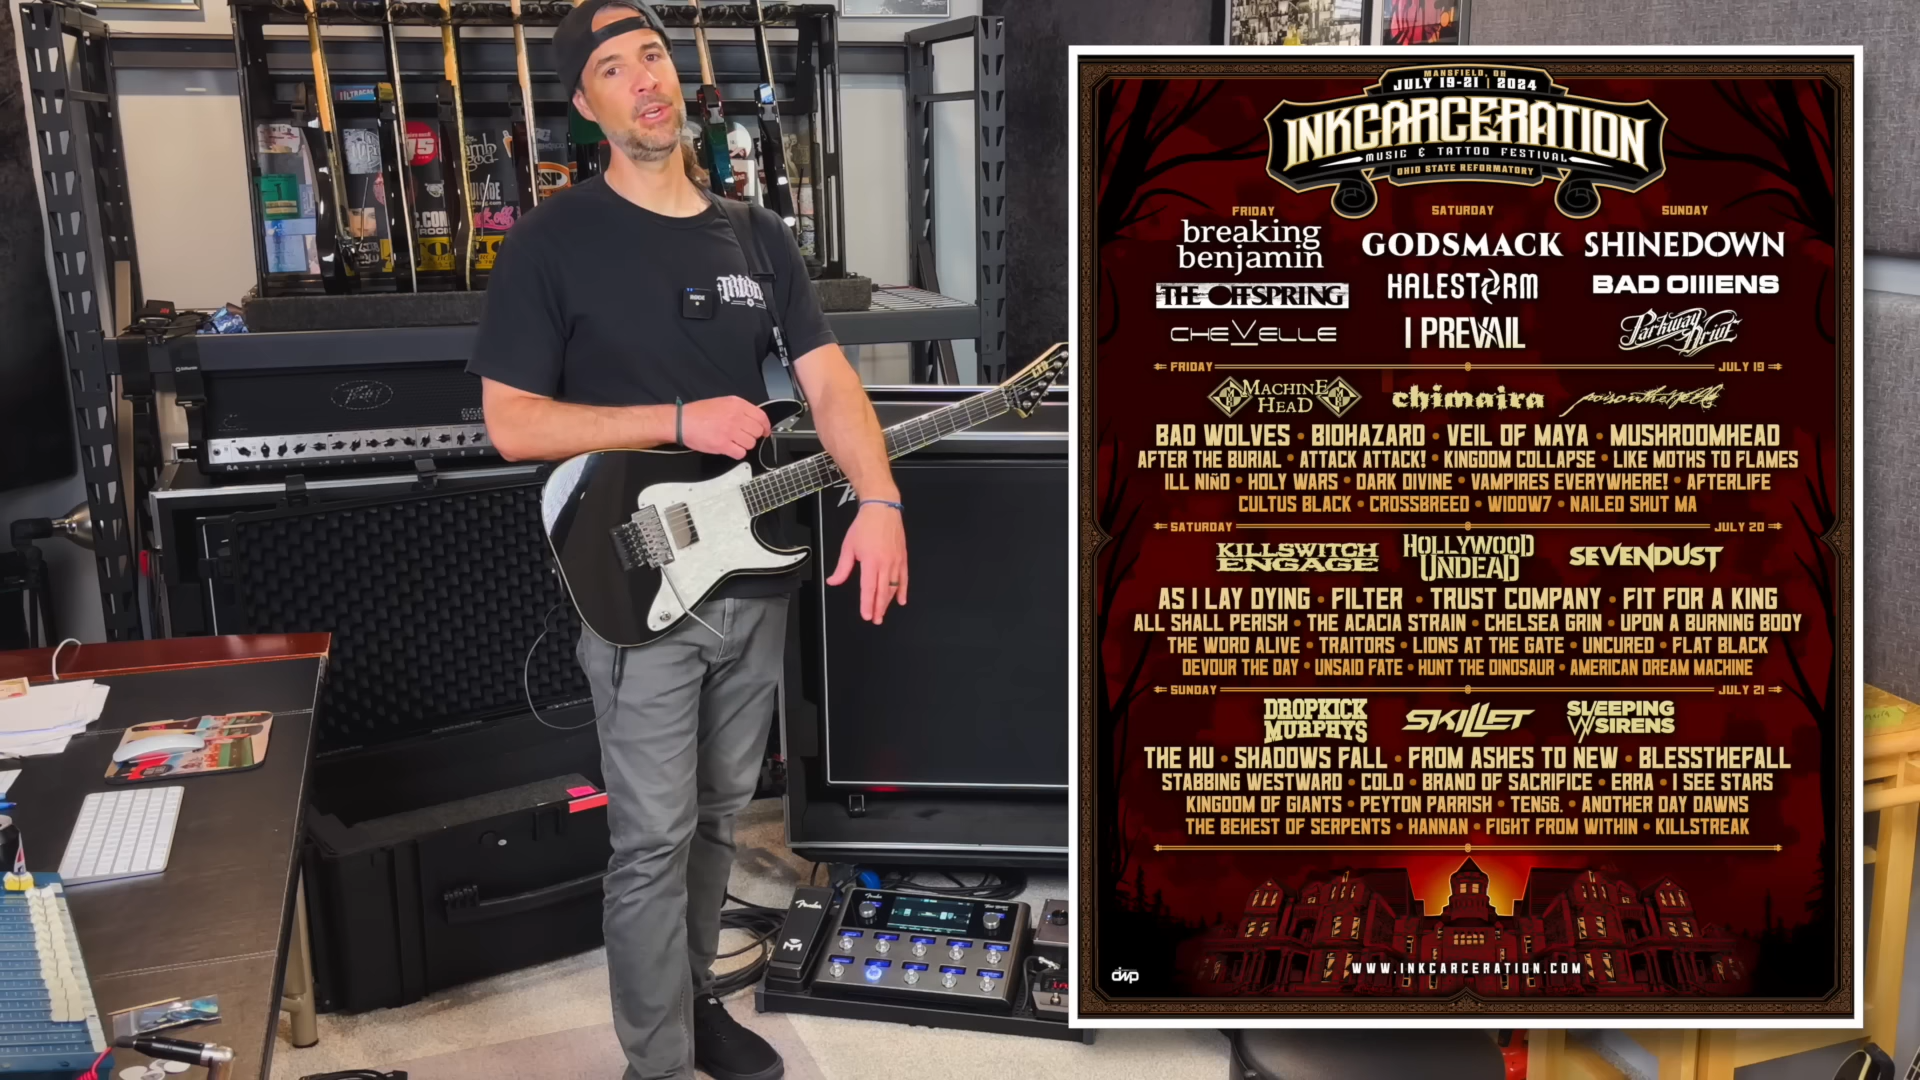 MANSFIELD, OH
JULY 19-21 | 2024
INKCARCERATION
MUSIC & TATTOO FESTIVAL
OHIO STATE REFORMATORY
FRIDAY
SATURDAY
SUNDAY
breaking
benjamin
GODSMACK
SHINEDOWN
THE OFFSPRING
HALESTORM
BAD OMENS
CHEVELLE
I PREVAIL
Parkway Drive
FRIDAY
JULY 19
MACHINE
HEAD
chimaira
poisonthewell
BAD WOLVES • BIOHAZARD • VEIL OF MAYA • MUSHROOMHEAD
AFTER THE BURIAL • ATTACK ATTACK! • KINGDOM COLLAPSE • LIKE MOTHS TO FLAMES
ILL NIÑO • HOLY WARS • DARK DIVINE • VAMPIRES EVERYWHERE! • AFTERLIFE
CULTUS BLACK • CROSSBREED • WIDOW7 • NAILED SHUT MA
SATURDAY
JULY 20
KILLSWITCH
ENGAGE
HOLLYWOOD
UNDEAD
SEVENDUST
AS I LAY DYING • FILTER • TRUST COMPANY • FIT FOR A KING
ALL SHALL PERISH • THE ACACIA STRAIN • CHELSEA GRIN • UPON A BURNING BODY
THE WORD ALIVE • TRAITORS • LIONS AT THE GATE • UNCURED • FLAT BLACK
DEVOUR THE DAY • UNSAID FATE • HUNT THE DINOSAUR • AMERICAN DREAM MACHINE
SUNDAY
JULY 21
DROPKICK
MURPHYS
SKILLET
SLEEPING
W/SIRENS
THE HU • SHADOWS FALL • FROM ASHES TO NEW • BLESSTHEFALL
STABBING WESTWARD • COLD • BRAND OF SACRIFICE • ERRA • I SEE STARS
KINGDOM OF GIANTS • PEYTON PARRISH • TEN56. • ANOTHER DAY DAWNS
THE BEHEST OF SERPENTS • HANNAN • FIGHT FROM WITHIN • KILLSTREAK
WWW.INKCARCERATION.COM
dwp
LTD
Fender
lamb
of god